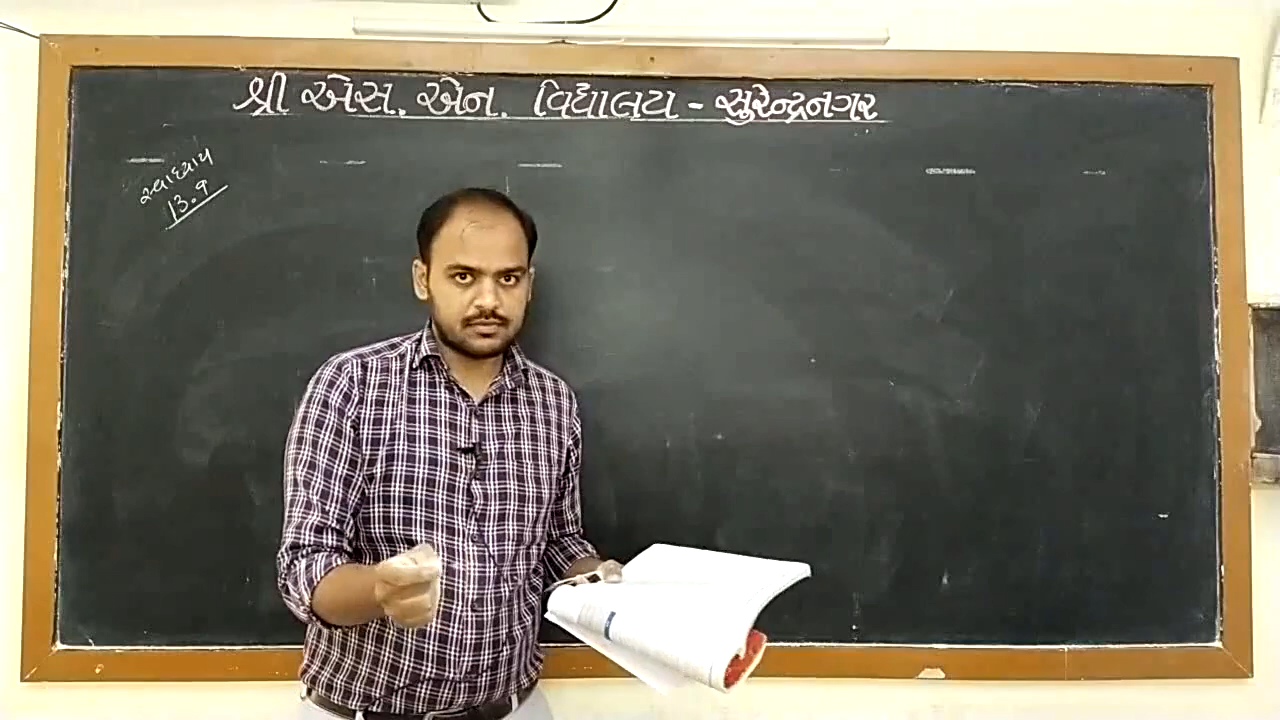 શ્રી એસ. એન. વિદ્યાલય - સુરેન્દ્રનગર
સ્વાધ્યાય
13.9